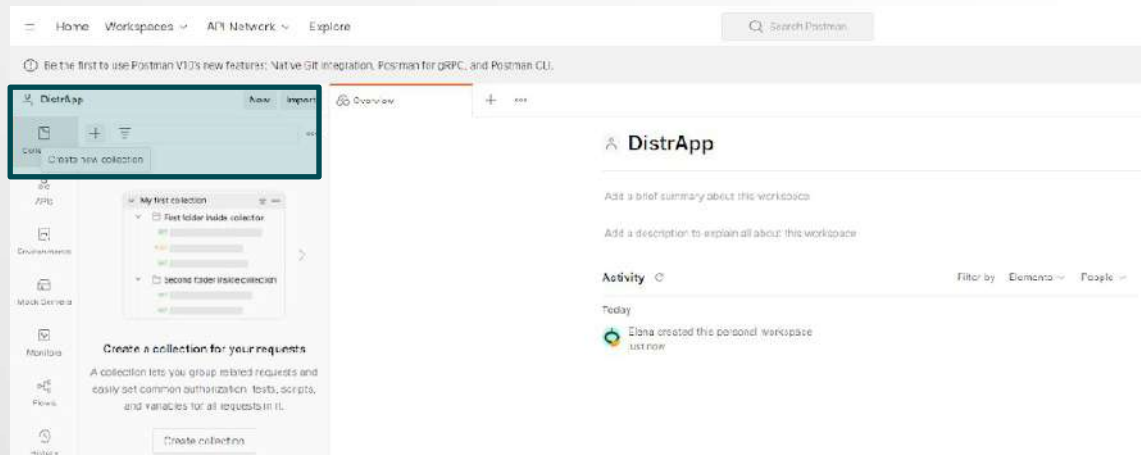 Home Workspaces API Network Explore
Search Postman
Be the first to use Postman V10's new features: Native Git Integration, Postman for gRPC, and Postman CLI.
DistrApp New Import Overview
Create new collection
DistrApp
APIs
Environments
Mock Servers
Monitors
Flows
History
My first collection
First folder inside collection
Second folder inside collection
Create a collection for your requests
A collection lets you group related requests and
easily set common authorization, tests, scripts,
and variables for all requests in it.
Create collection
Add a brief summary about this workspace
Add a description to explain all about this workspace
Activity Filter by Elements People
Today
Elena created this personal workspace
just now